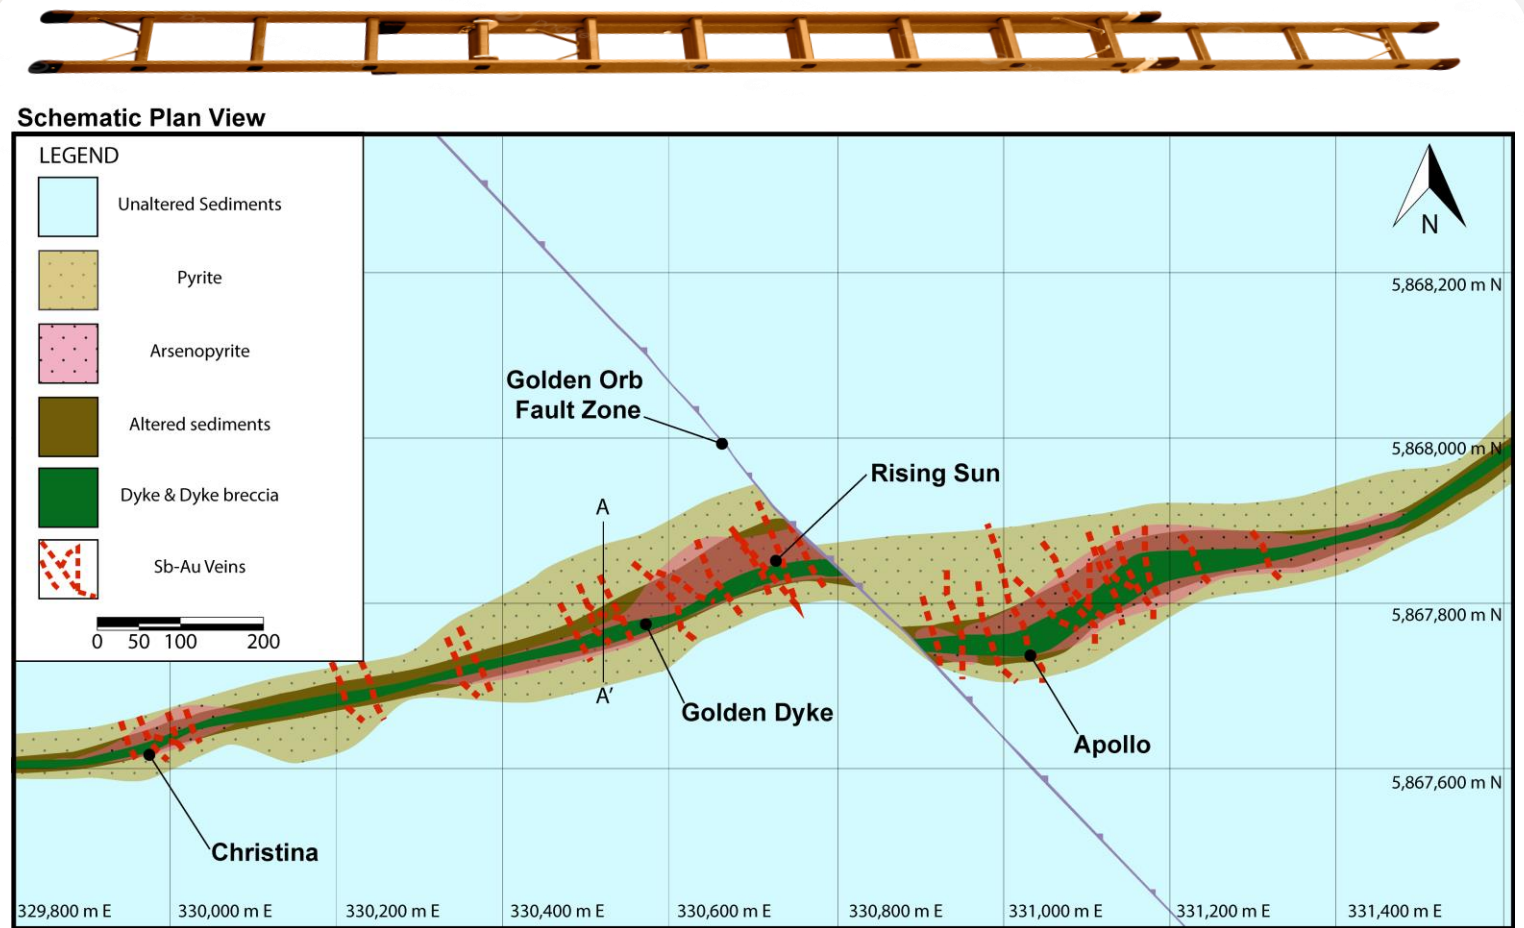 Schematic Plan View
LEGEND
Unaltered Sediments
Pyrite
Arsenopyrite
Altered sediments
Dyke & Dyke breccia
Sb-Au Veins
0 50 100 200
N
5,868,200 m N
Golden Orb
Fault Zone
5,868,000 m N
Rising Sun
A
5,867,800 m N
A'
Golden Dyke
Apollo
5,867,600 m N
Christina
329,800 m E
330,000 m E
330,200 m E
330,400 m E
330,600 m E
330,800 m E
331,000 m E
331,200 m E
331,400 m E